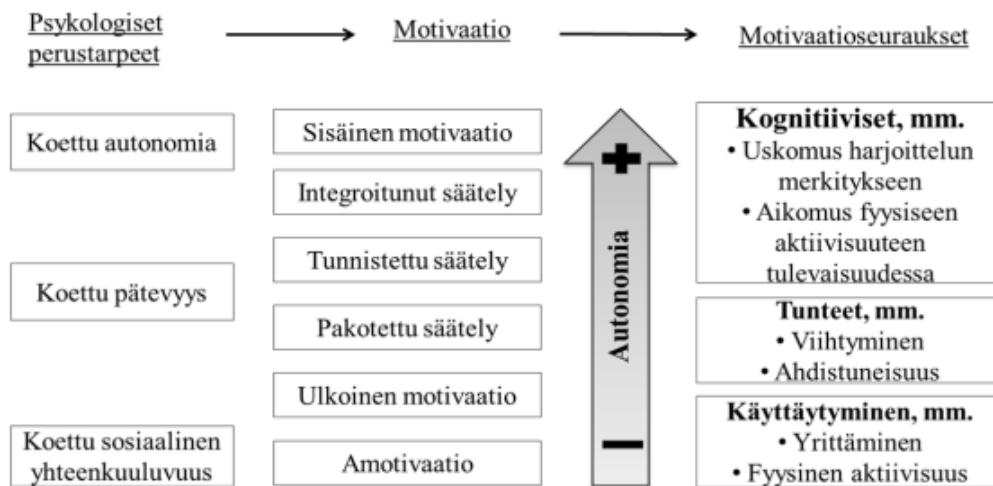 Psykologiset
perustarpeet
Motivaatio
Motivaatioseuraukset
Koettu autonomia
Koettu pätevyys
Koettu sosiaalinen
yhteenkuuluvuus
Sisäinen motivaatio
Integroitunut säätely
Tunnistettu säätely
Pakotettu säätely
Ulkoinen motivaatio
Amotivaatio
+
Autonomia
−
Kognitiiviset, mm.
• Uskomus harjoittelun
merkitykseen
• Aikomus fyysiseen
aktiivisuuteen
tulevaisuudessa
Tunteet, mm.
• Viihtyminen
• Ahdistuneisuus
Käyttäytyminen, mm.
• Yrittäminen
• Fyysinen aktiivisuus